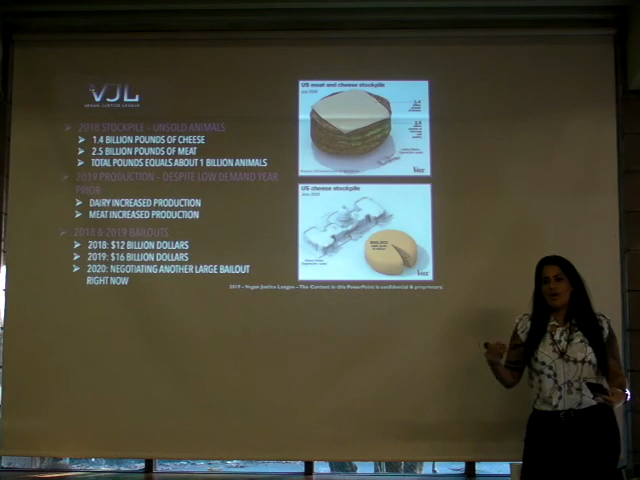 VJL
VEGAN JUSTICE LEAGUE
➢ 2018 STOCKPILE - UNSOLD ANIMALS
➢ 1.4 BILLION POUNDS OF CHEESE
➢ 2.5 BILLION POUNDS OF MEAT
➢ TOTAL POUNDS EQUALS ABOUT 1 BILLION ANIMALS
➢ 2019 PRODUCTION - DESPITE LOW DEMAND YEAR
PRIOR
➢ DAIRY INCREASED PRODUCTION
➢ MEAT INCREASED PRODUCTION
➢ 2018 & 2019 BAILOUTS
➢ 2018: $12 BILLION DOLLARS
➢ 2019: $16 BILLION DOLLARS
➢ 2020: NEGOTIATING ANOTHER LARGE BAILOUT
RIGHT NOW
US meat and cheese stockpile
Vox
US cheese stockpile
Vox
2019 - Vegan Justice League - The Content in this PowerPoint is confidential & proprietary